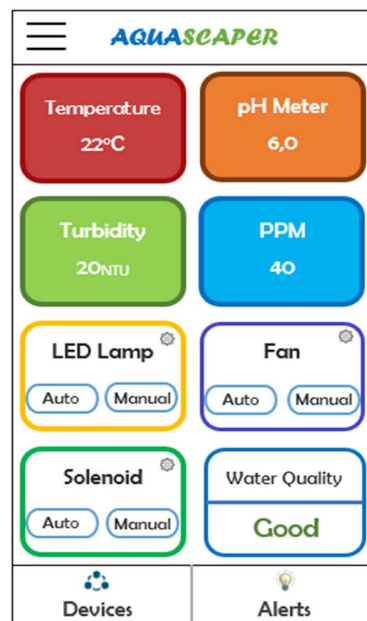 AQUASCAPER
Temperature
22°C
pH Meter
6,0
Turbidity
20NTU
PPM
40
LED Lamp
Auto Manual
Fan
Auto Manual
Solenoid
Auto Manual
Water Quality
Good
Devices
Alerts